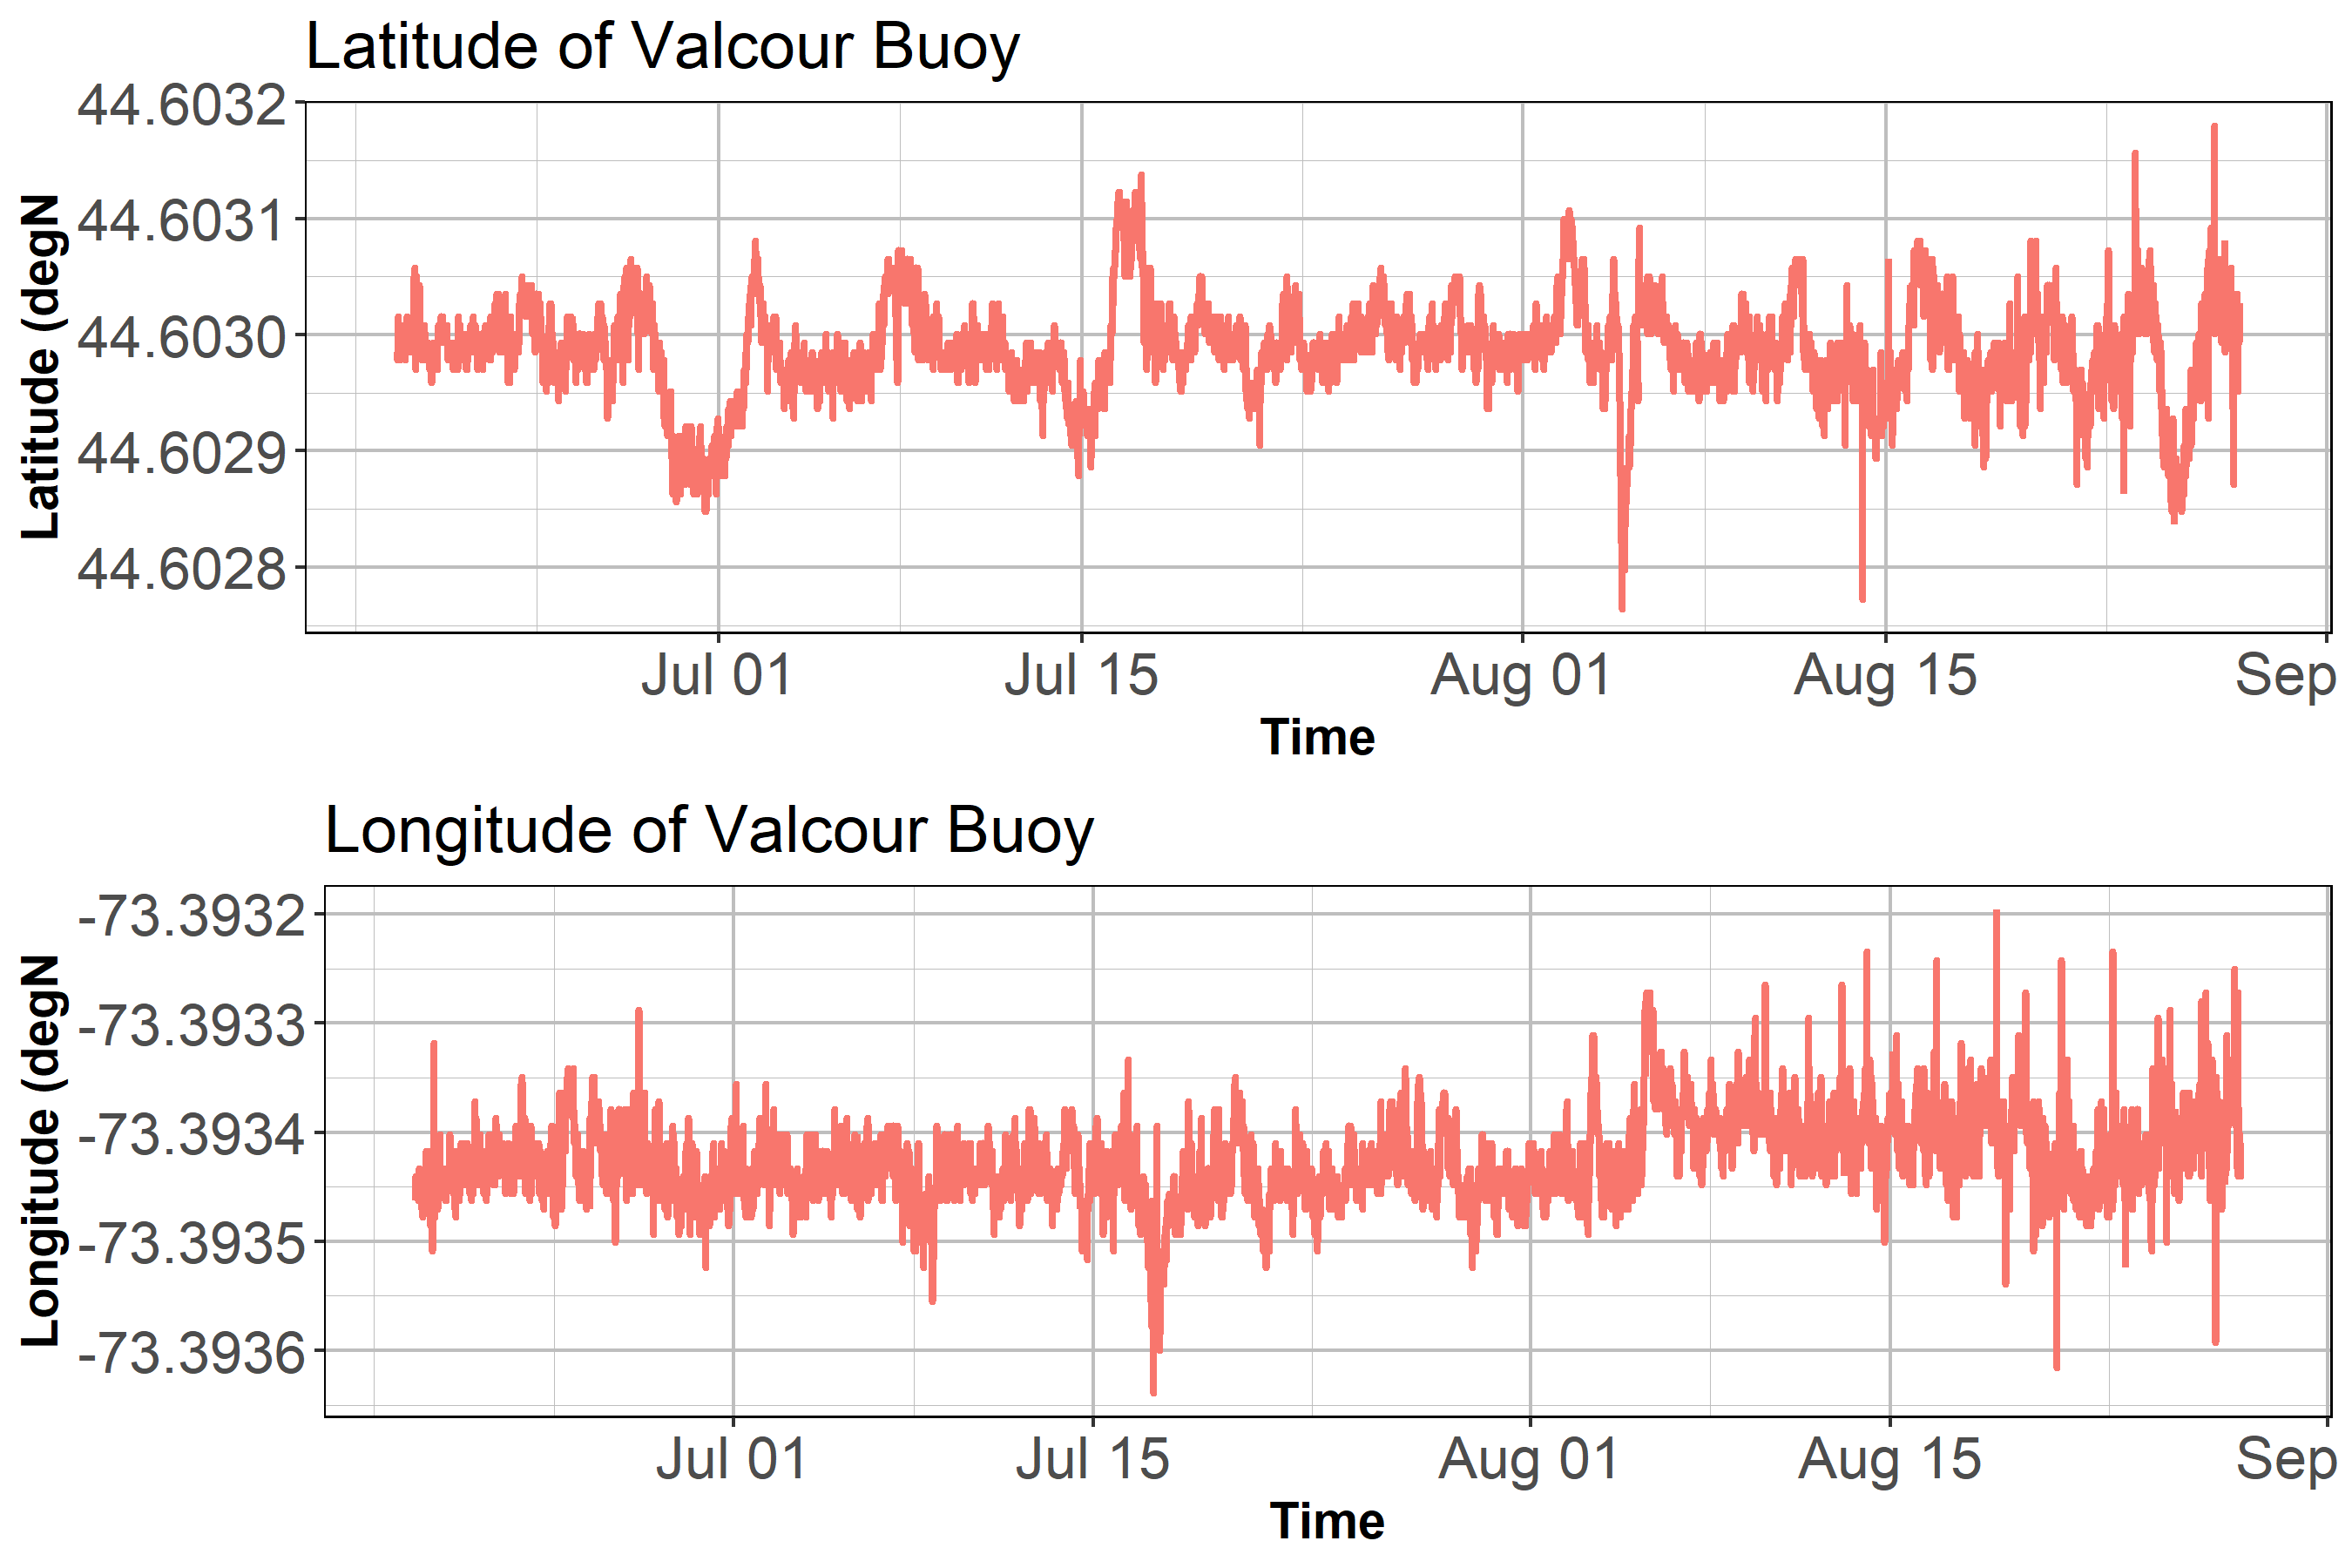 Latitude of Valcour Buoy
44.6032
44.6031
44.6030
44.6029
44.6028
Latitude (degN
Jul 01 Jul 15 Aug 01 Aug 15 Sep
Time
Longitude of Valcour Buoy
-73.3932
-73.3933
-73.3934
-73.3935
-73.3936
Longitude (degN
Jul 01 Jul 15 Aug 01 Aug 15 Sep
Time